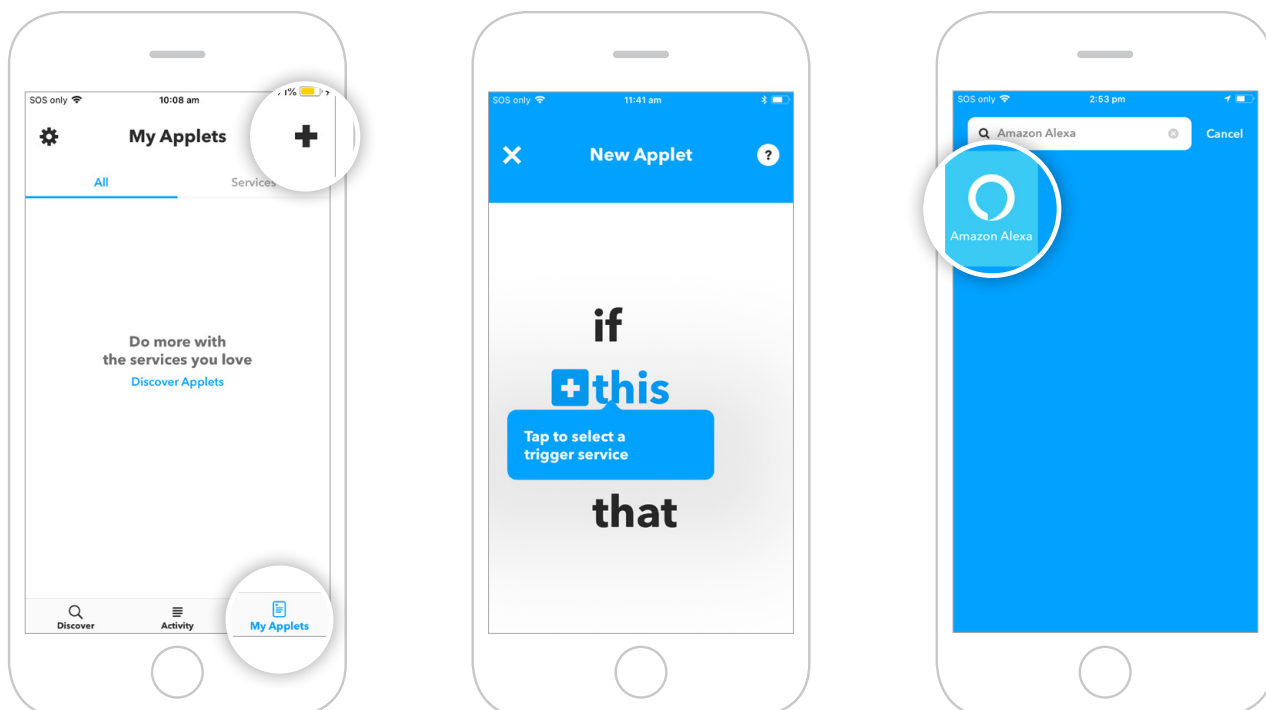 SOS only
10:08 am
1%
My Applets
All
Services
Do more with
the services you love
Discover Applets
Discover
Activity
My Applets
SOS only
11:41 am
New Applet
?
if
this
Tap to select a
trigger service
that
SOS only
2:53 pm
Amazon Alexa
Cancel
Amazon Alexa